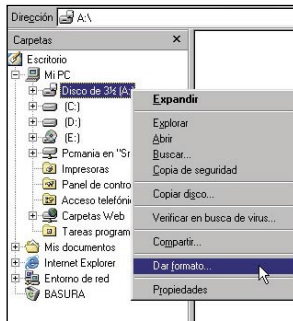 Dirección A:\
Carpetas
Escritorio
Mi PC
Disco de 3½ (A:
(C:)
(D:)
(E:)
Pcmania en "Sr
Impresoras
Panel de contro
Acceso telefóni
Carpetas Web
Tareas program
Mis documentos
Internet Explorer
Entorno de red
BASURA
Expandir
Explorar
Abrir
Buscar...
Copia de seguridad
Copiar disco...
Verificar en busca de virus...
Compartir...
Dar formato...
Propiedades